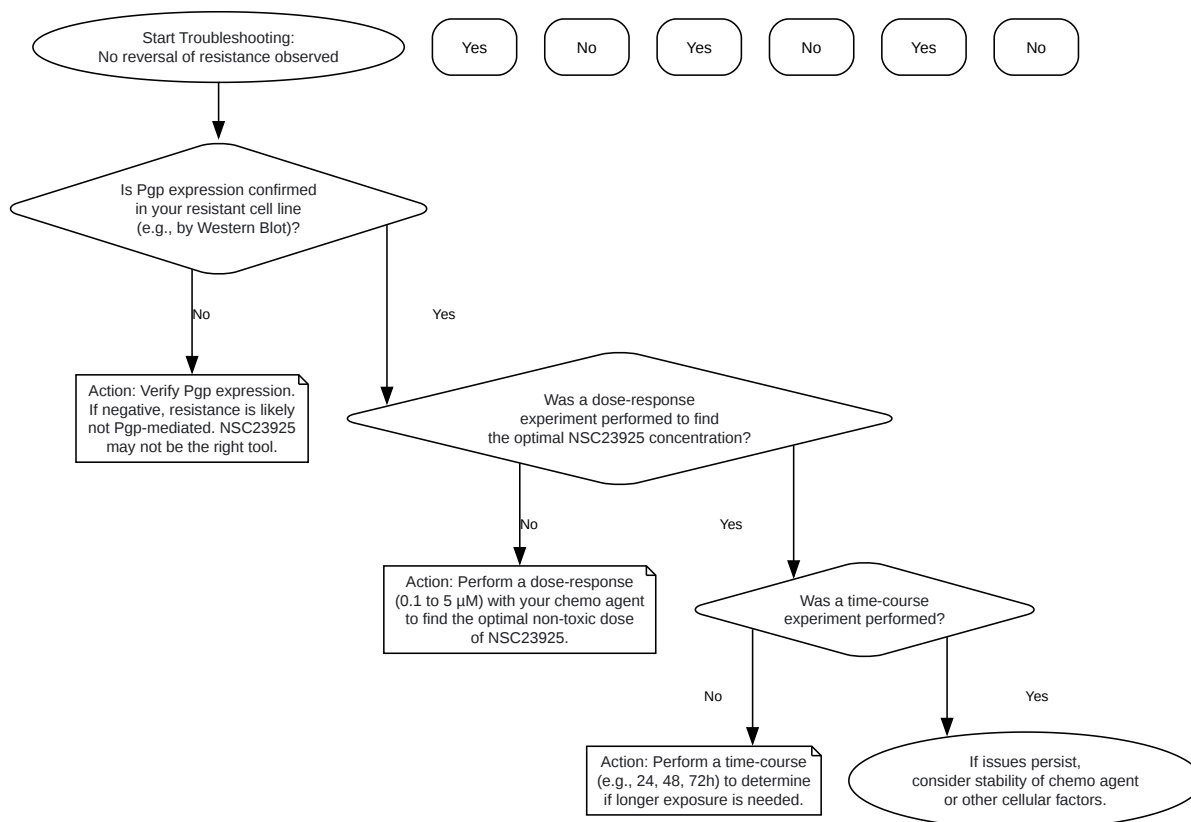 Start Troubleshooting:
No reversal of resistance observed
Yes
No
Yes
No
Yes
No
Is Pgp expression confirmed
in your resistant cell line
(e.g., by Western Blot)?
No
Yes
Action: Verify Pgp expression.
If negative, resistance is likely
not Pgp-mediated. NSC23925
may not be the right tool.
Was a dose-response
experiment performed to find
the optimal NSC23925 concentration?
No
Yes
Action: Perform a dose-response
(0.1 to 5 µM) with your chemo agent
to find the optimal non-toxic dose
of NSC23925.
Was a time-course
experiment performed?
No
Yes
Action: Perform a time-course
(e.g., 24, 48, 72h) to determine
if longer exposure is needed.
If issues persist,
consider stability of chemo agent
or other cellular factors.